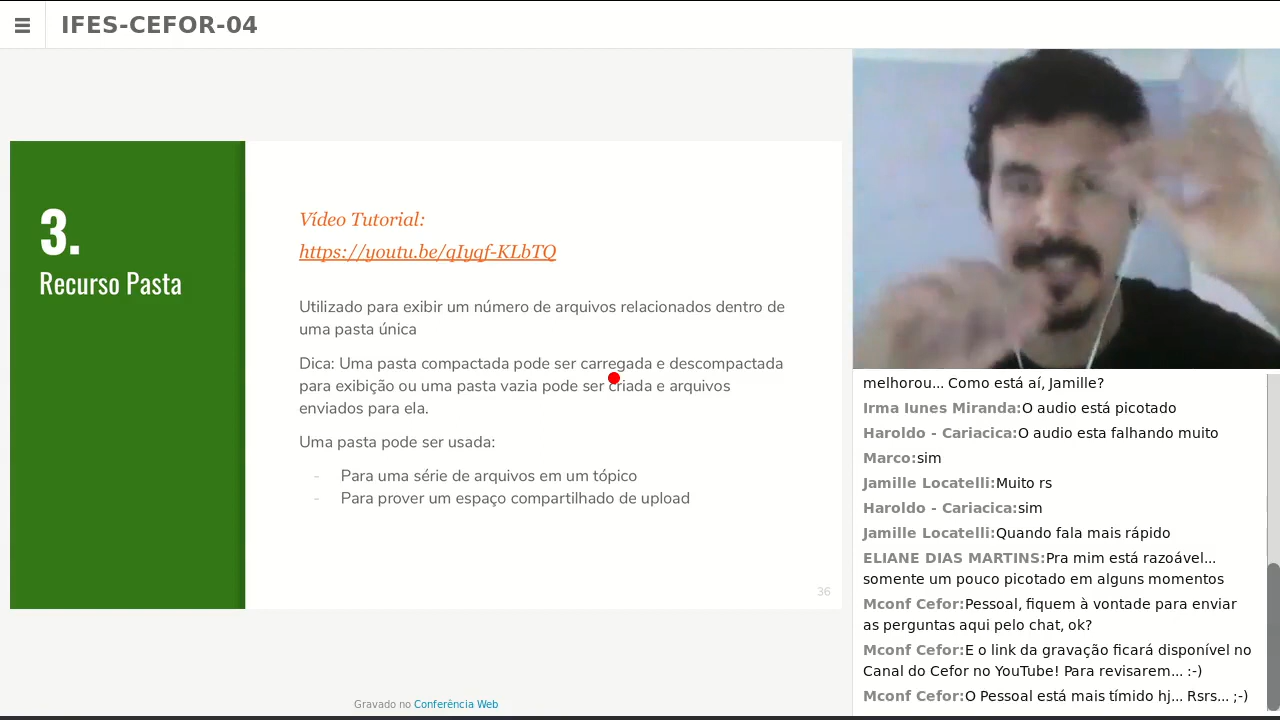 IFES-CEFOR-04
3.
Recurso Pasta
Vídeo Tutorial:
https://youtu.be/qIyqf-KLbTQ
Utilizado para exibir um número de arquivos relacionados dentro de
uma pasta única
Dica: Uma pasta compactada pode ser carregada e descompactada
para exibição ou uma pasta vazia pode ser criada e arquivos
enviados para ela.
Uma pasta pode ser usada:
- Para uma série de arquivos em um tópico
- Para prover um espaço compartilhado de upload
36
Gravado no Conferência Web
melhorou... Como está aí, Jamille?
Irma Iunes Miranda:O audio está picotado
Haroldo - Cariacica:O audio esta falhando muito
Marco:sim
Jamille Locatelli:Muito rs
Haroldo - Cariacica:sim
Jamille Locatelli:Quando fala mais rápido
ELIANE DIAS MARTINS:Pra mim está razoável...
somente um pouco picotado em alguns momentos
Mconf Cefor:Pessoal, fiquem à vontade para enviar
as perguntas aqui pelo chat, ok?
Mconf Cefor:E o link da gravação ficará disponível no
Canal do Cefor no YouTube! Para revisarem... :-)
Mconf Cefor:O Pessoal está mais tímido hj... Rsrs... ;-)